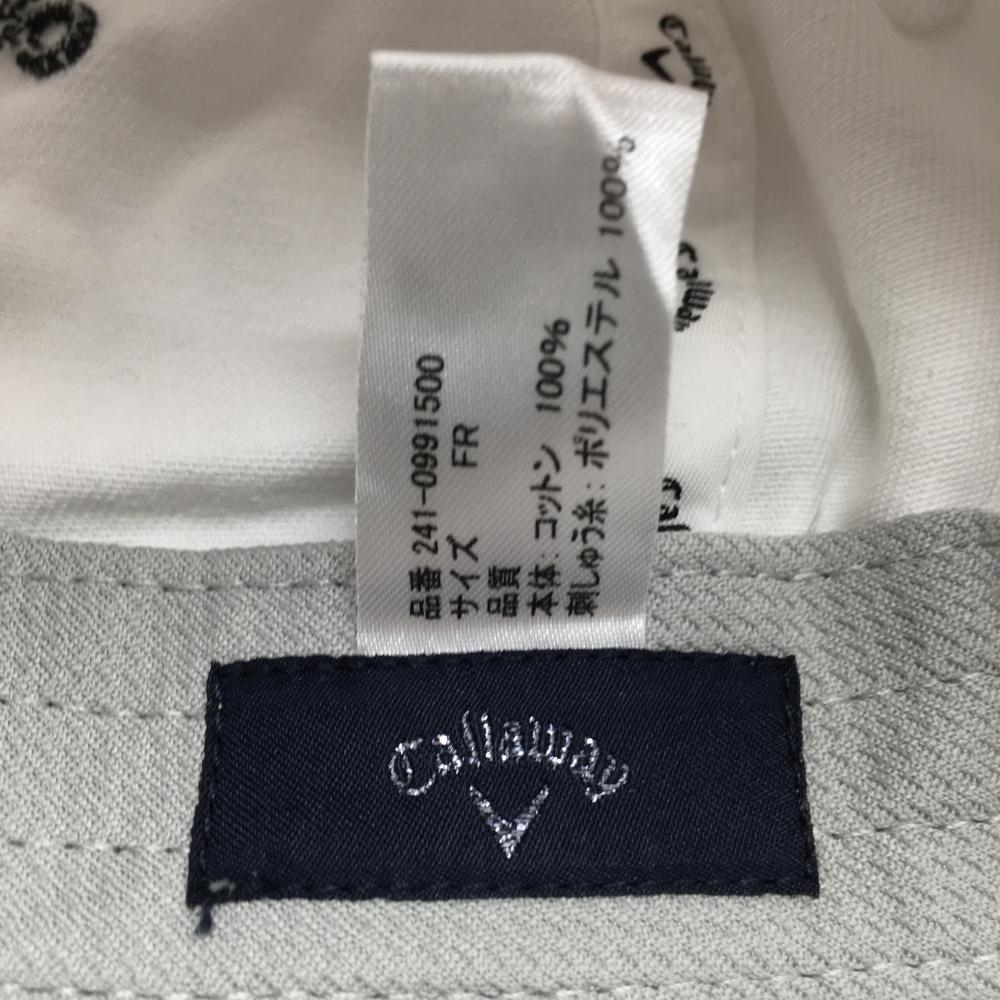 品番 241-0991500
サイズ FR
品質
本体: コットン 100%
刺しゅう糸: ポリエステル 100%
Callaway